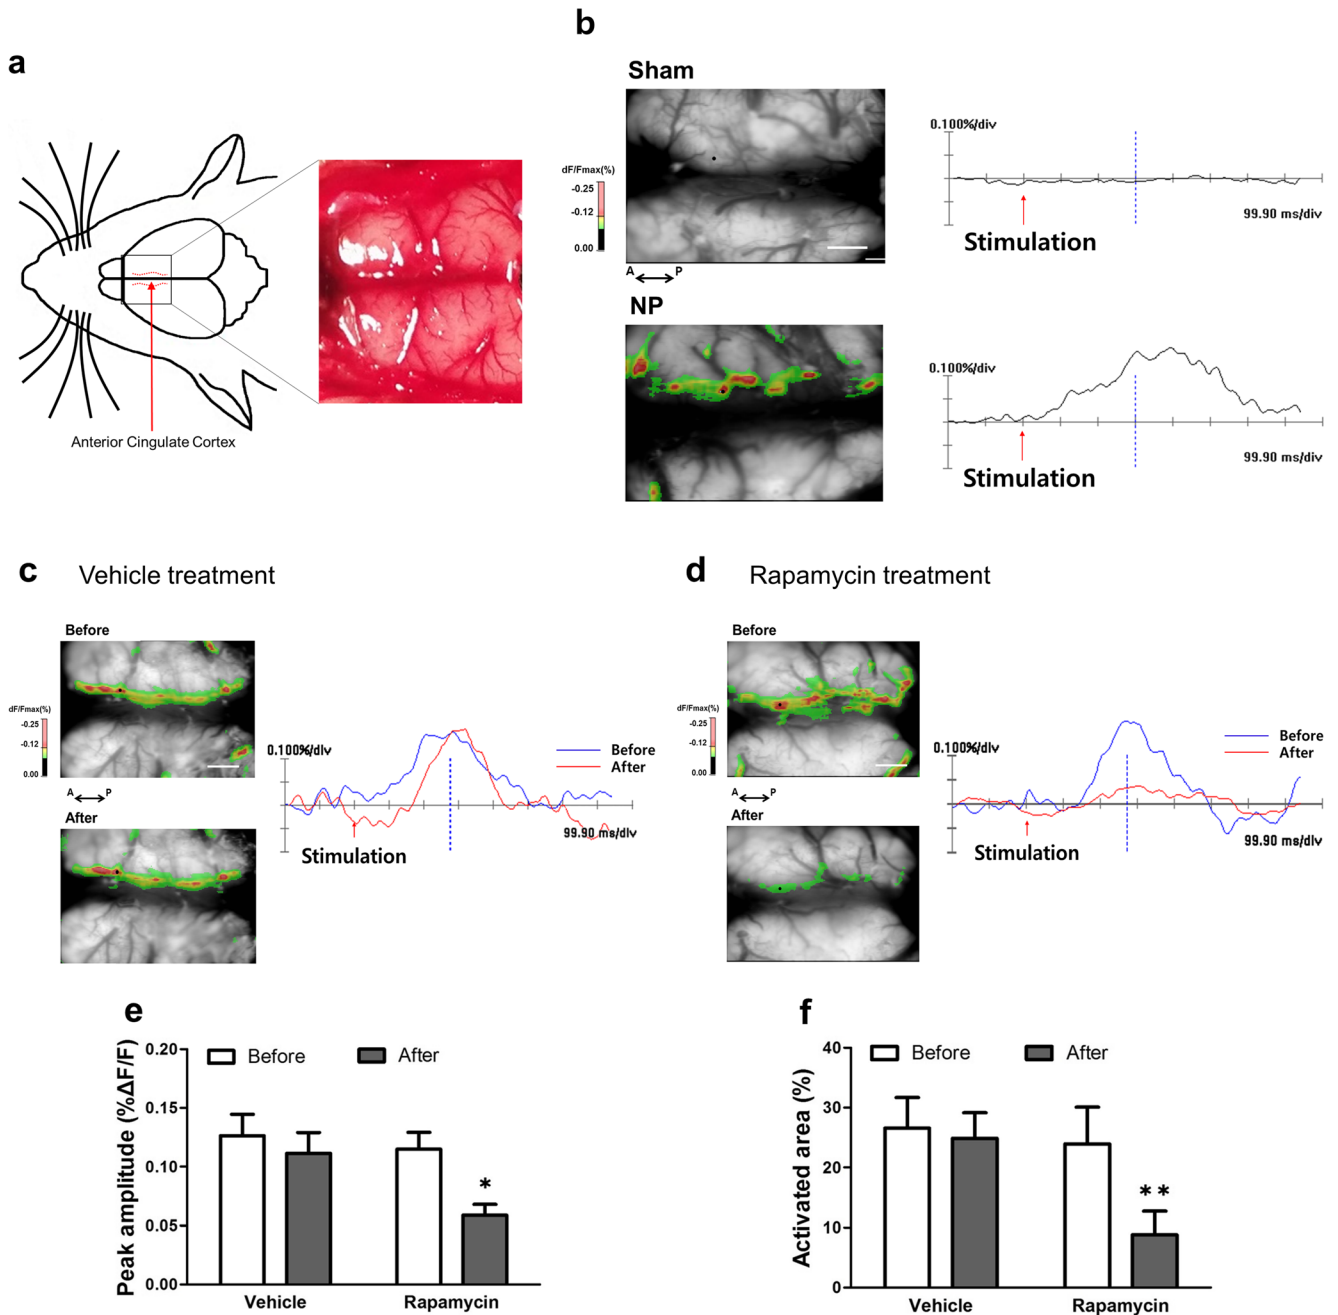 a
Anterior Cingulate Cortex
b
Sham
dF/Fmax(%)
-0.25
-0.12
0.00
A P
0.100%/div
99.90 ms/div
Stimulation
NP
0.100%/div
99.90 ms/div
Stimulation
c Vehicle treatment
Before
dF/Fmax(%)
-0.25
-0.12
0.00
A P
After
0.100%/div
Before
After
99.90 ms/div
Stimulation
d Rapamycin treatment
Before
dF/Fmax(%)
-0.25
-0.12
0.00
A P
After
0.100%/div
Before
After
99.90 ms/div
Stimulation
e
Peak amplitude (%ΔF/F)
0.20
0.15
0.10
0.05
0.00
Before After
*
Vehicle Rapamycin
f
Activated area (%)
40
30
20
10
0
Before After
**
Vehicle Rapamycin